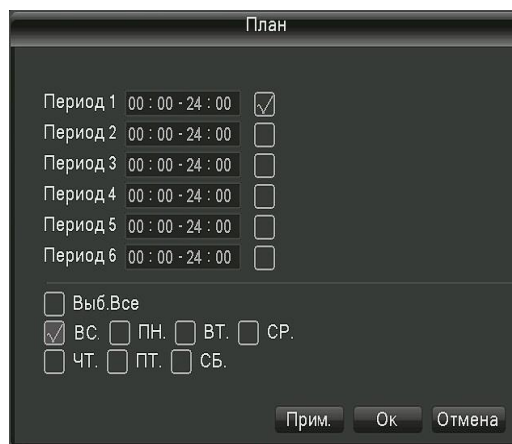 План
Период 1 00 : 00 - 24 : 00
Период 2 00 : 00 - 24 : 00
Период 3 00 : 00 - 24 : 00
Период 4 00 : 00 - 24 : 00
Период 5 00 : 00 - 24 : 00
Период 6 00 : 00 - 24 : 00
Выб.Все
ВС. ПН. ВТ. СР.
ЧТ. ПТ. СБ.
Прим. Ок Отмена